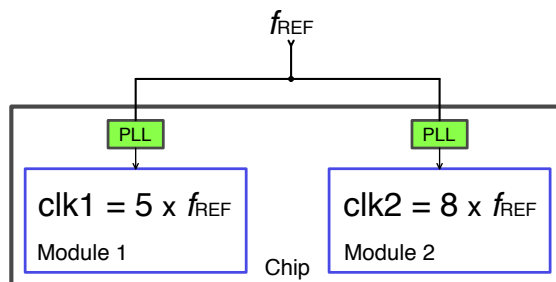 fREF
PLL PLL
clk1 = 5 x fREF
clk2 = 8 x fREF
Module 1
Module 2
Chip